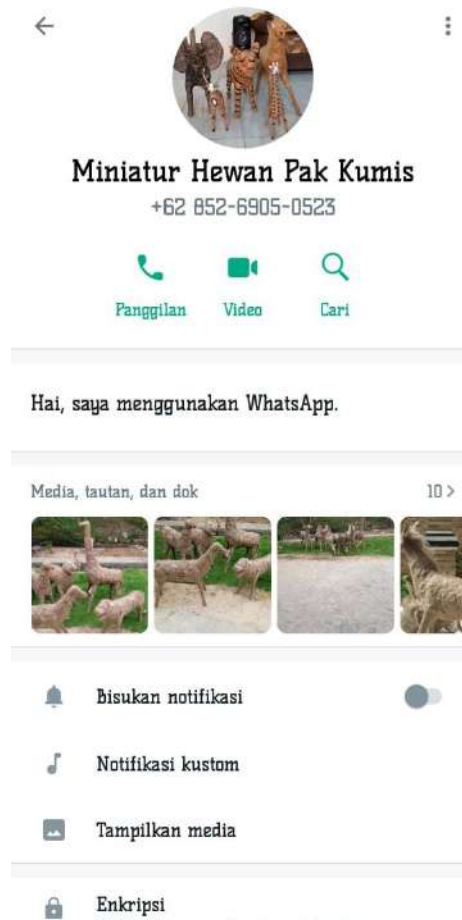 Miniatur Hewan Pak Kumis
+62 852-6905-0523
Panggilan Video Cari
Hai, saya menggunakan WhatsApp.
Media, tautan, dan dok 10 >
Bisukan notifikasi
Notifikasi kustom
Tampilkan media
Enkripsi